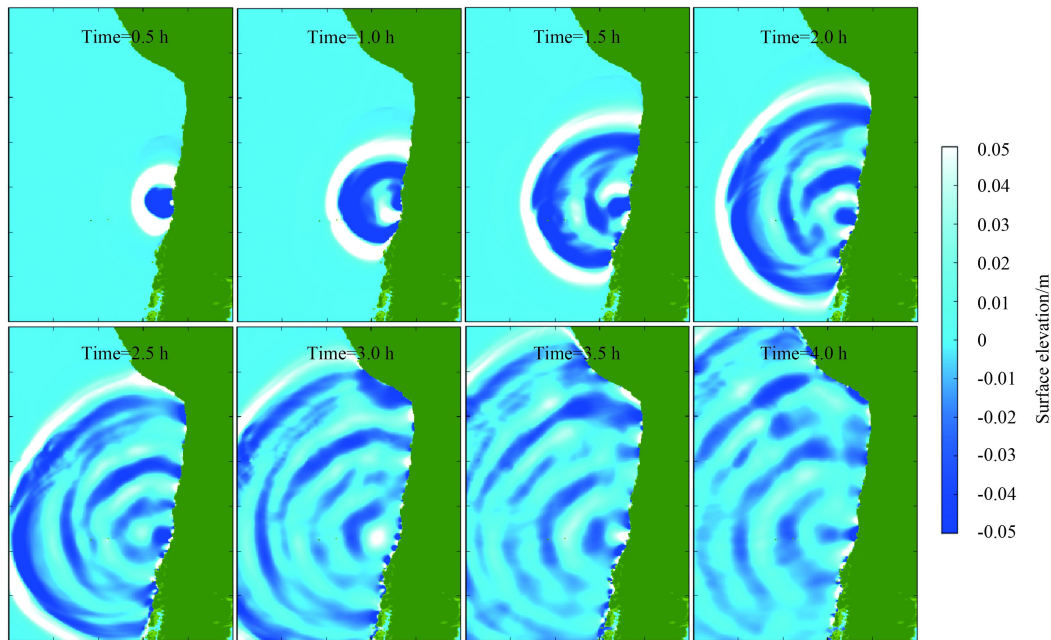 Time=0.5 h
Time=1.0 h
Time=1.5 h
Time=2.0 h
0.05
0.04
0.03
0.02
0.01
0
-0.01
-0.02
-0.03
-0.04
-0.05
Surface elevation/m
Time=2.5 h
Time=3.0 h
Time=3.5 h
Time=4.0 h